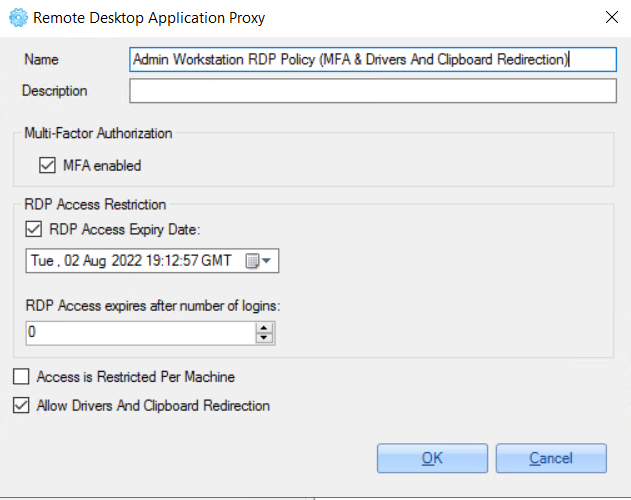 Remote Desktop Application Proxy
Name
Admin Workstation RDP Policy (MFA & Drivers And Clipboard Redirection)
Description
Multi-Factor Authorization
MFA enabled
RDP Access Restriction
RDP Access Expiry Date:
Tue , 02 Aug 2022 19:12:57 GMT
RDP Access expires after number of logins:
0
Access is Restricted Per Machine
Allow Drivers And Clipboard Redirection
OK Cancel